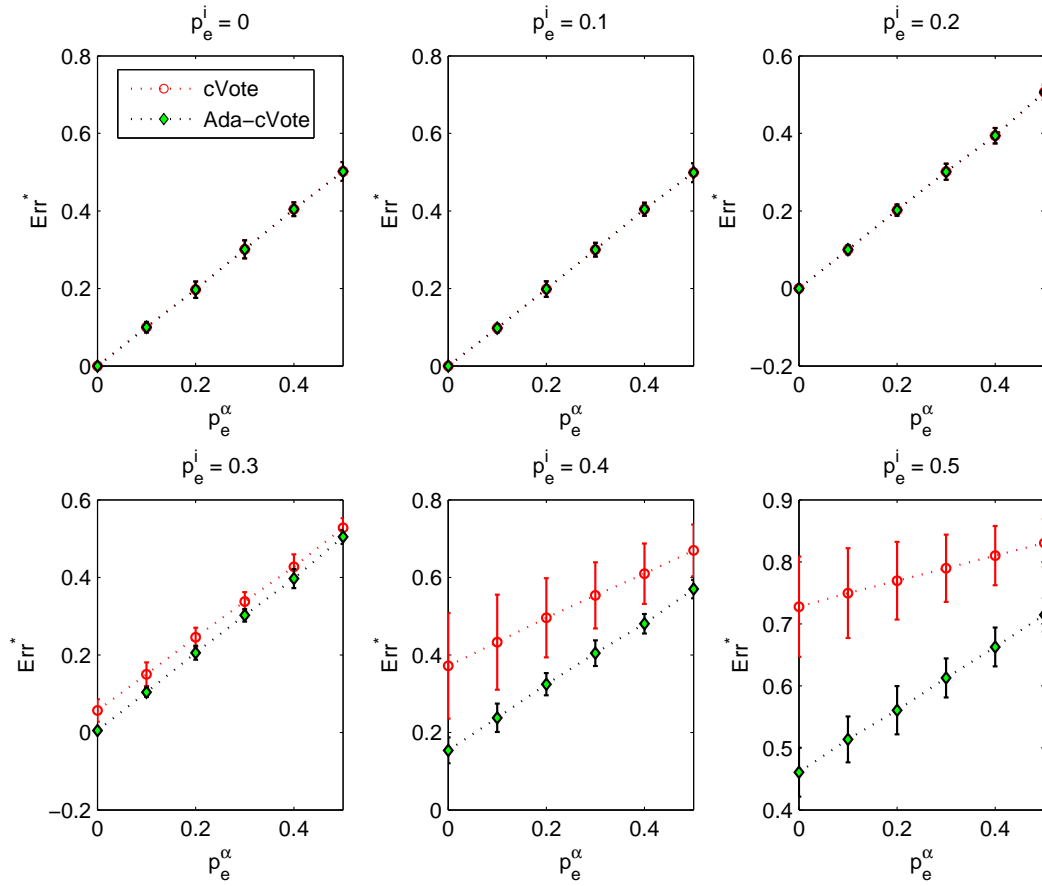 p_e^i = 0
0.8
0.6
0.4
0.2
0
Err*
cVote
Ada−cVote
0 0.2 0.4
p_e^α
p_e^i = 0.1
0.8
0.6
0.4
0.2
0
Err*
0 0.2 0.4
p_e^α
p_e^i = 0.2
0.6
0.4
0.2
0
−0.2
Err*
0 0.2 0.4
p_e^α
p_e^i = 0.3
0.6
0.4
0.2
0
−0.2
Err*
0 0.2 0.4
p_e^α
p_e^i = 0.4
0.8
0.6
0.4
0.2
0
Err*
0 0.2 0.4
p_e^α
p_e^i = 0.5
0.9
0.8
0.7
0.6
0.5
0.4
Err*
0 0.2 0.4
p_e^α